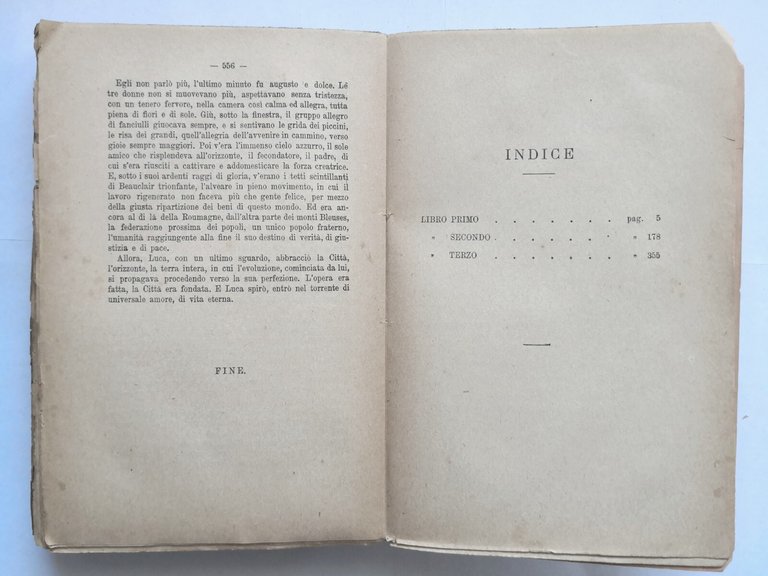 — 556 —
Egli non parlò più, l'ultimo minuto fu augusto e dolce. Le
tre donne non si muovevano più, aspettavano senza tristezza,
con un tenero fervore, nella camera così calma ed allegra, tutta
piena di fiori e di sole. Giù, sotto la finestra, il gruppo allegro
di fanciulli giuocava sempre, e si sentivano le grida dei piccini,
le risa dei grandi, quell'allegria dell'avvenire in cammino, verso
gioie sempre maggiori. Poi v'era l'immenso cielo azzurro, il sole
amico che risplendeva all'orizzonte, il fecondatore, il padre, di
cui s'era riusciti a cattivare e addomesticare la forza creatrice.
E, sotto i suoi ardenti raggi di gloria, v'erano i tetti scintillanti
di Beauclair trionfante, l'alveare in pieno movimento, in cui il
lavoro rigenerato non faceva più che gente felice, per mezzo
della giusta ripartizione dei beni di questo mondo. Ed era an-
cora al di là della Roumagne, dall'altra parte dei monti Bleuses,
la federazione prossima dei popoli, un unico popolo fraterno,
l'umanità raggiungente alla fine il suo destino di verità, di giu-
stizia e di pace.
Allora, Luca, con un ultimo sguardo, abbracciò la Città,
l'orizzonte, la terra intera, in cui l'evoluzione, cominciata da lui,
si propagava procedendo verso la sua perfezione. L'opera era
fatta, la Città era fondata. E Luca spirò, entrò nel torrente di
universale amore, di vita eterna.
FINE.
INDICE
LIBRO PRIMO . . . . . . . pag. 5
" SECONDO . . . . . . . " 178
" TERZO . . . . . . . " 355